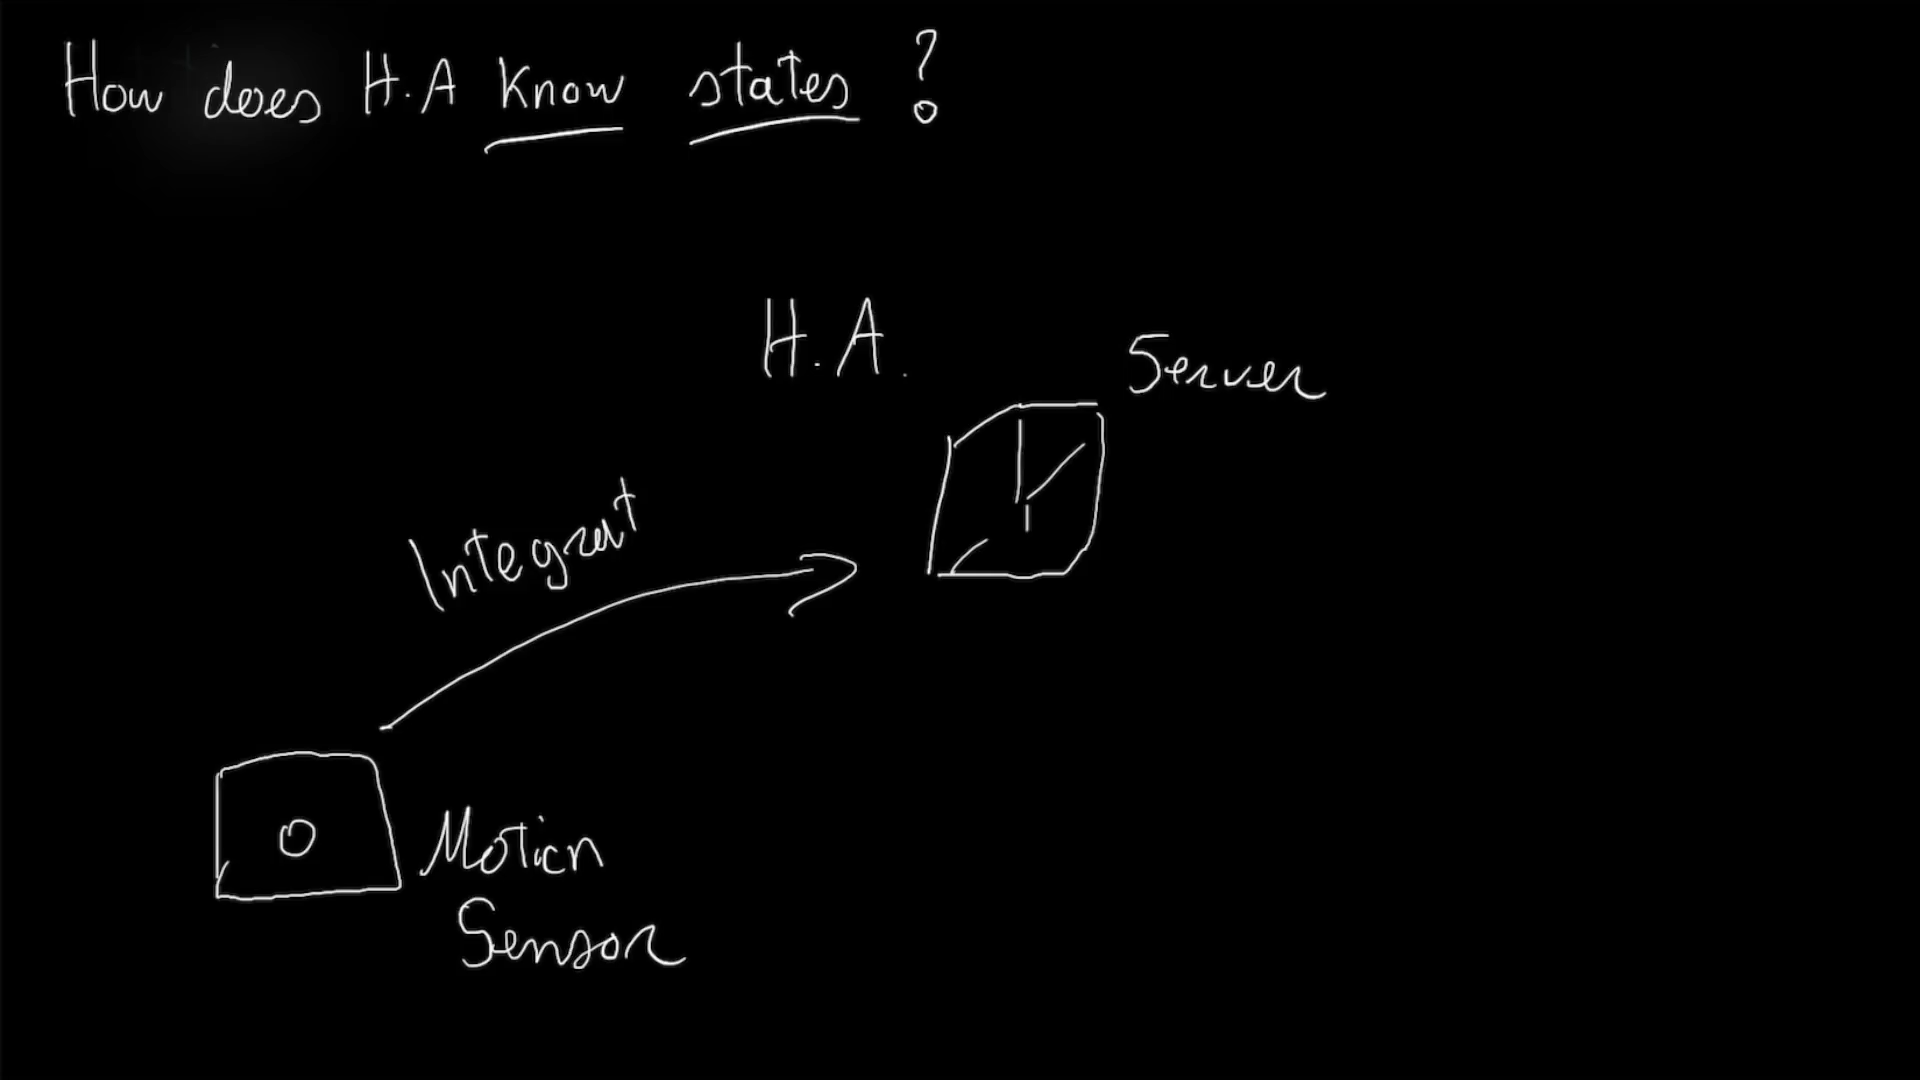 How does H.A Know states ?
H.A.
Server
Integrat
Motion
Sensor